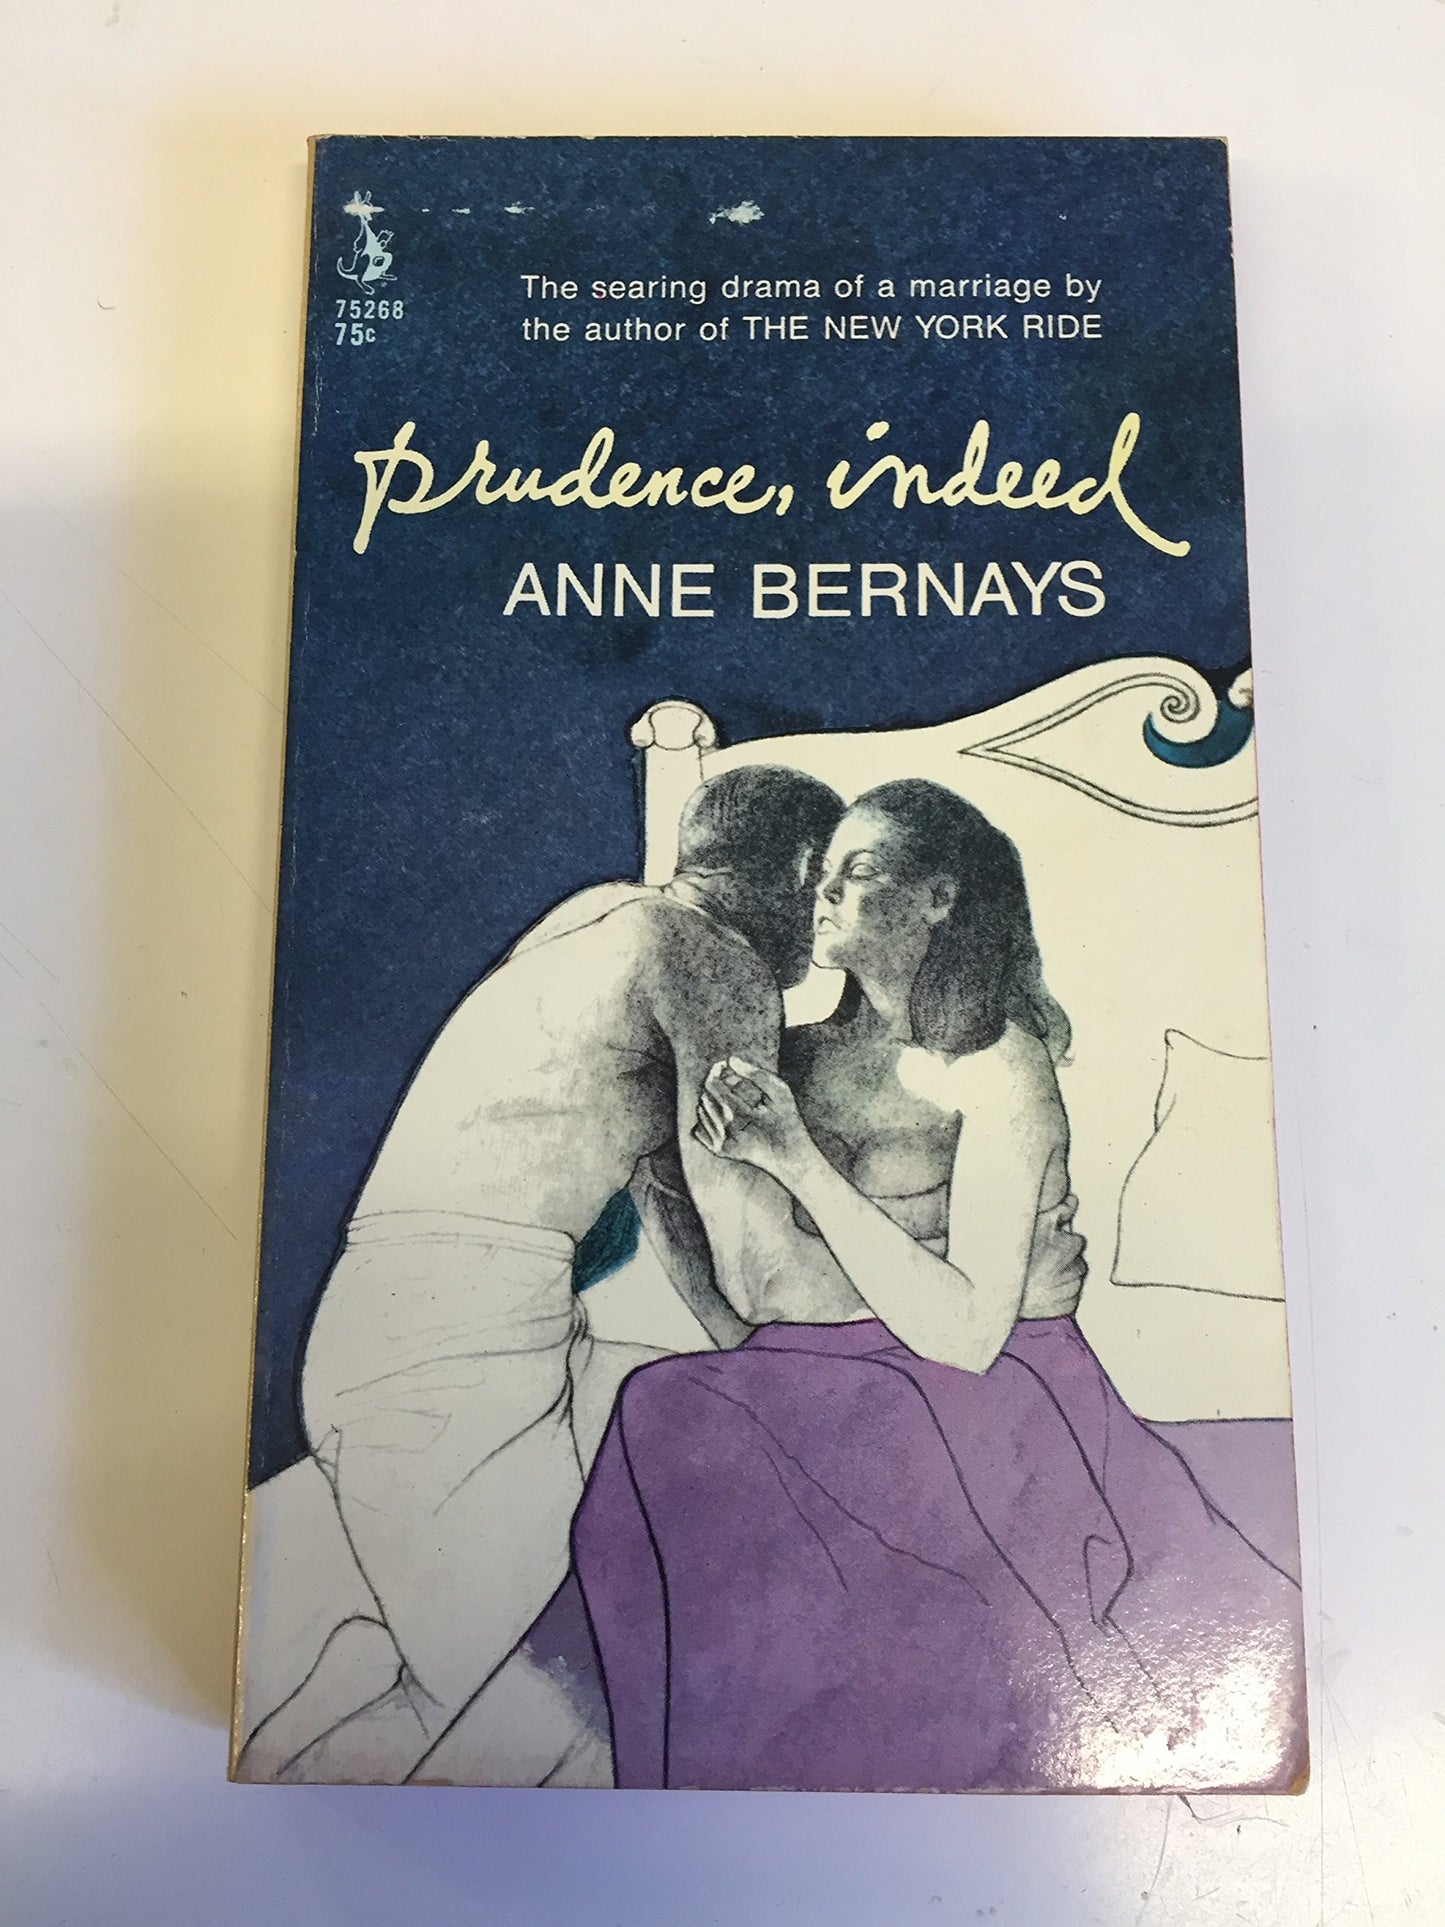 75268
75c
The searing drama of a marriage by
the author of THE NEW YORK RIDE
prudence, indeed
ANNE BERNAYS